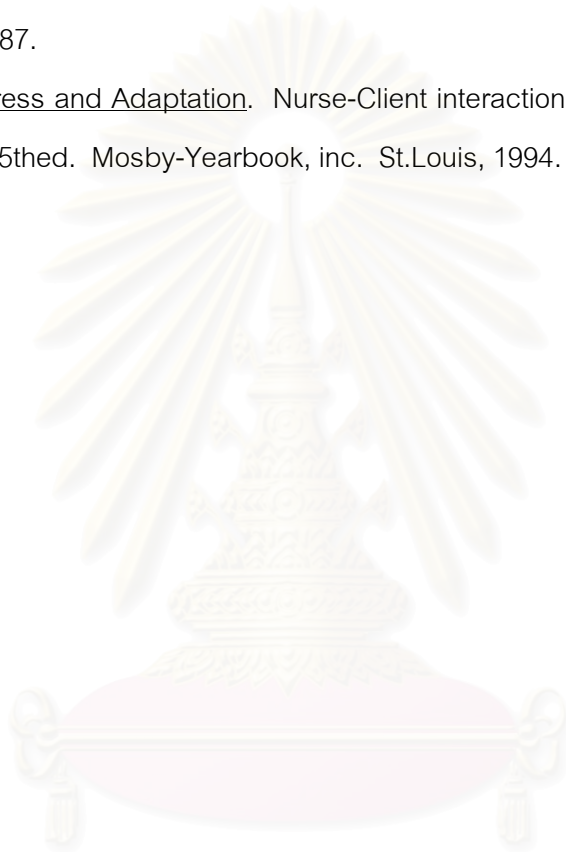 87.
ress and Adaptation. Nurse-Client interaction
5thed. Mosby-Yearbook, inc. St.Louis, 1994.